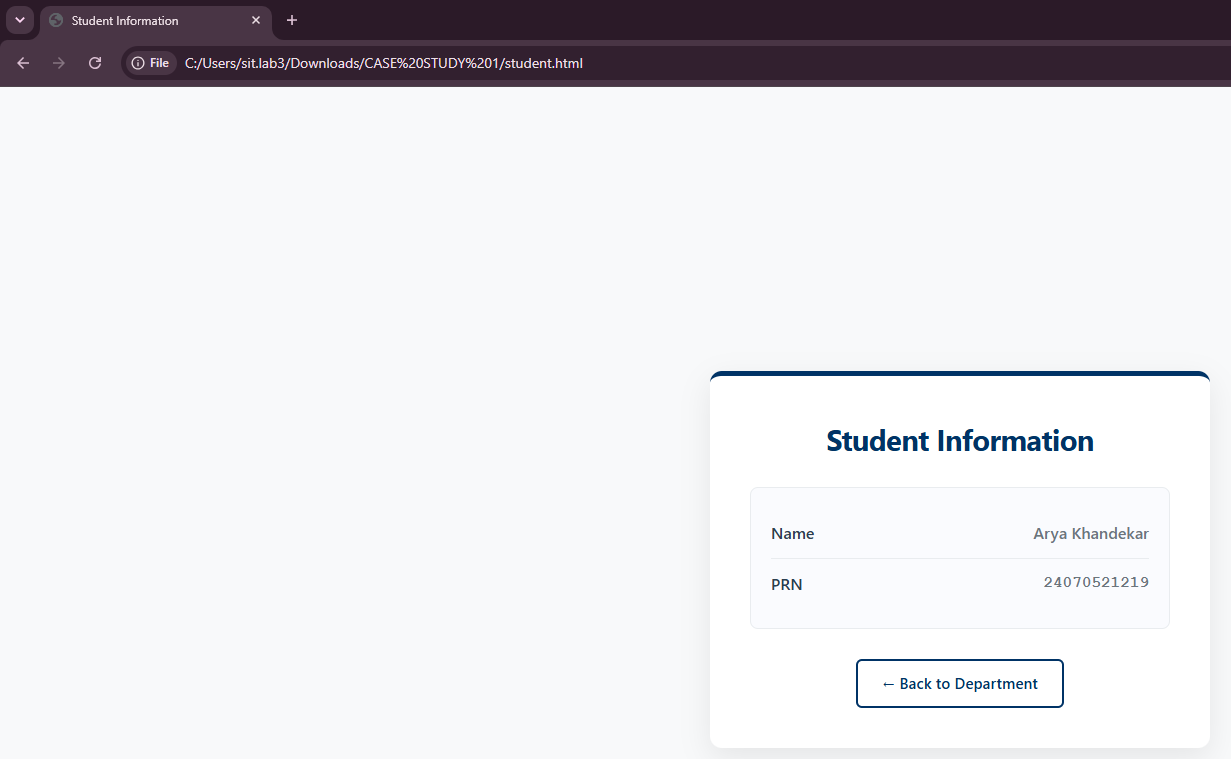 Student Information
File C:/Users/sit.lab3/Downloads/CASE%20STUDY%201/student.html
Student Information
Name Arya Khandekar
PRN 24070521219
← Back to Department